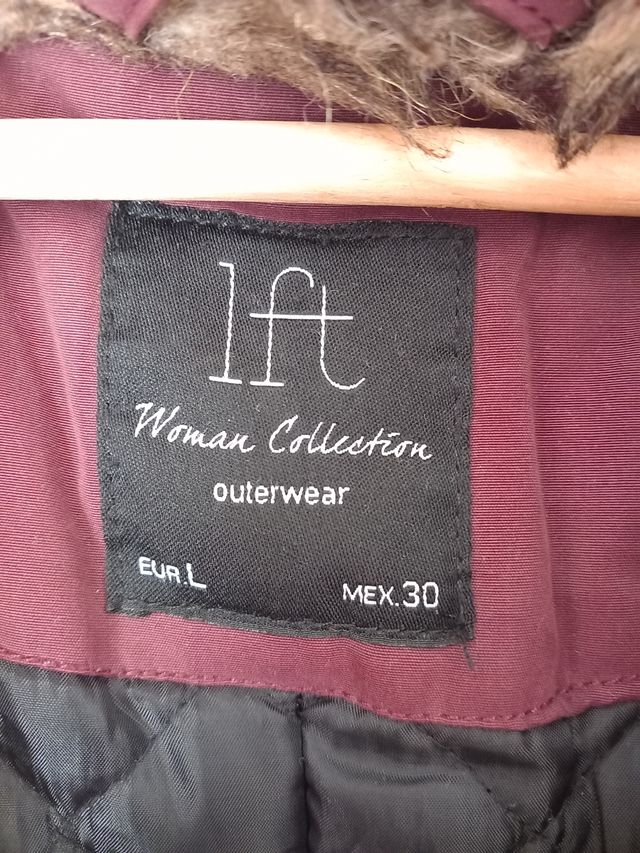 lft
Woman Collection
outerwear
EUR.L MEX.30